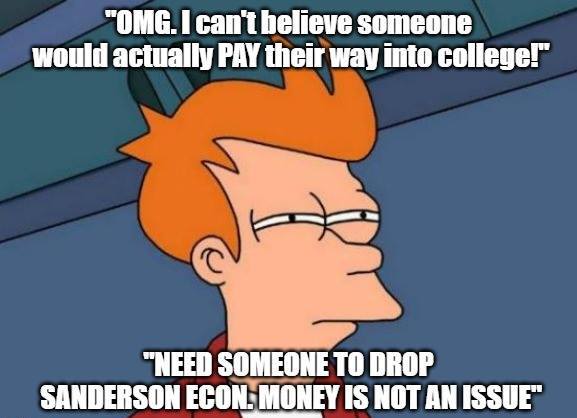 "OMG. I can't believe someone
would actually PAY their way into college!"
"NEED SOMEONE TO DROP
SANDERSON ECON. MONEY IS NOT AN ISSUE"